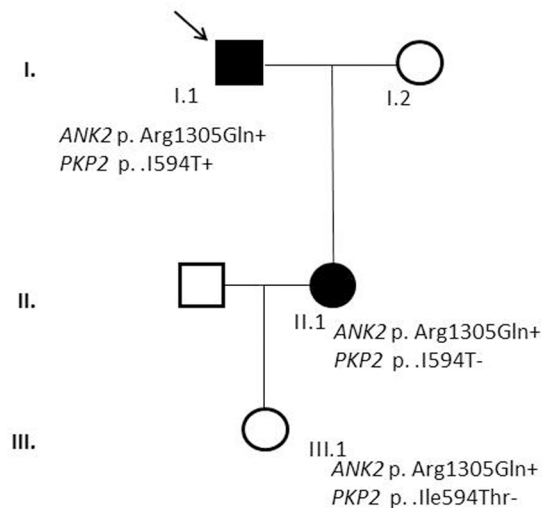 I.
I.1
I.2
ANK2 p. Arg1305Gln+
PKP2 p. .I594T+
II.
II.1
ANK2 p. Arg1305Gln+
PKP2 p. .I594T-
III.
III.1
ANK2 p. Arg1305Gln+
PKP2 p. .Ile594Thr-